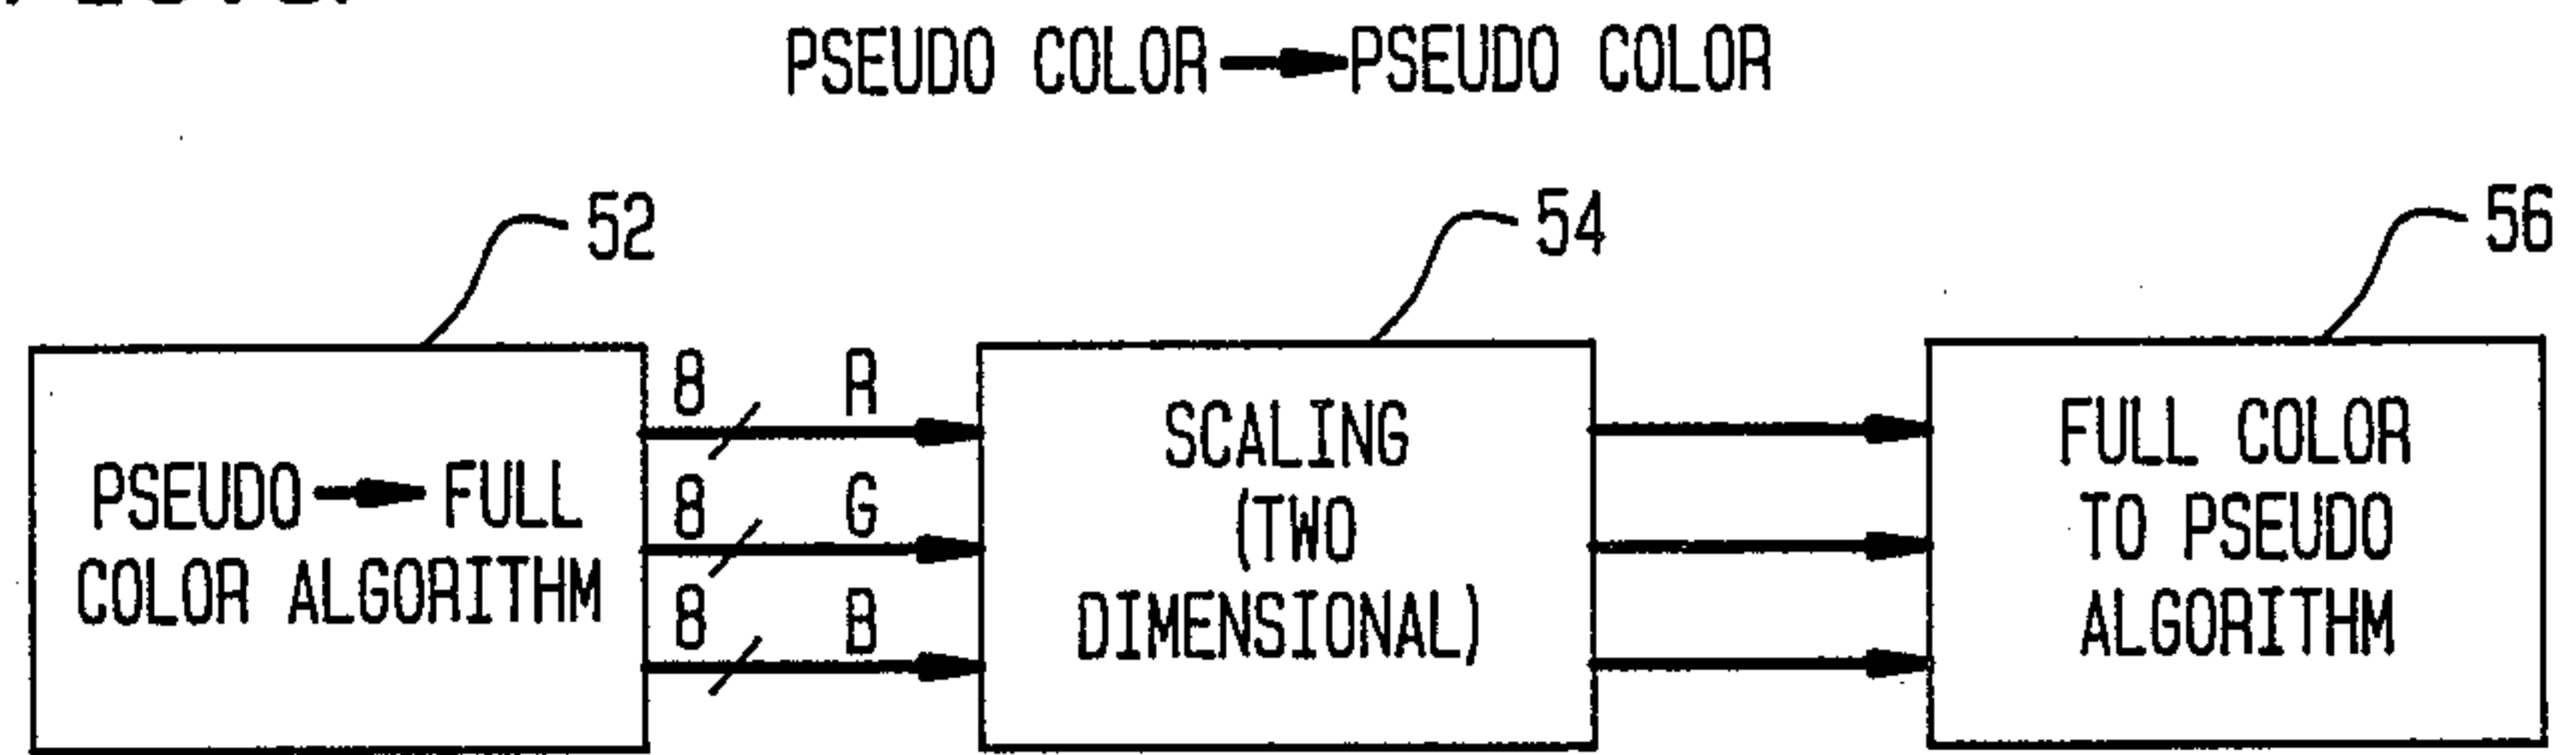 PSEUDO COLOR → PSEUDO COLOR
52
54
56
PSEUDO → FULL
COLOR ALGORITHM
8 R
8 G
8 B
SCALING
(TWO
DIMENSIONAL)
FULL COLOR
TO PSEUDO
ALGORITHM